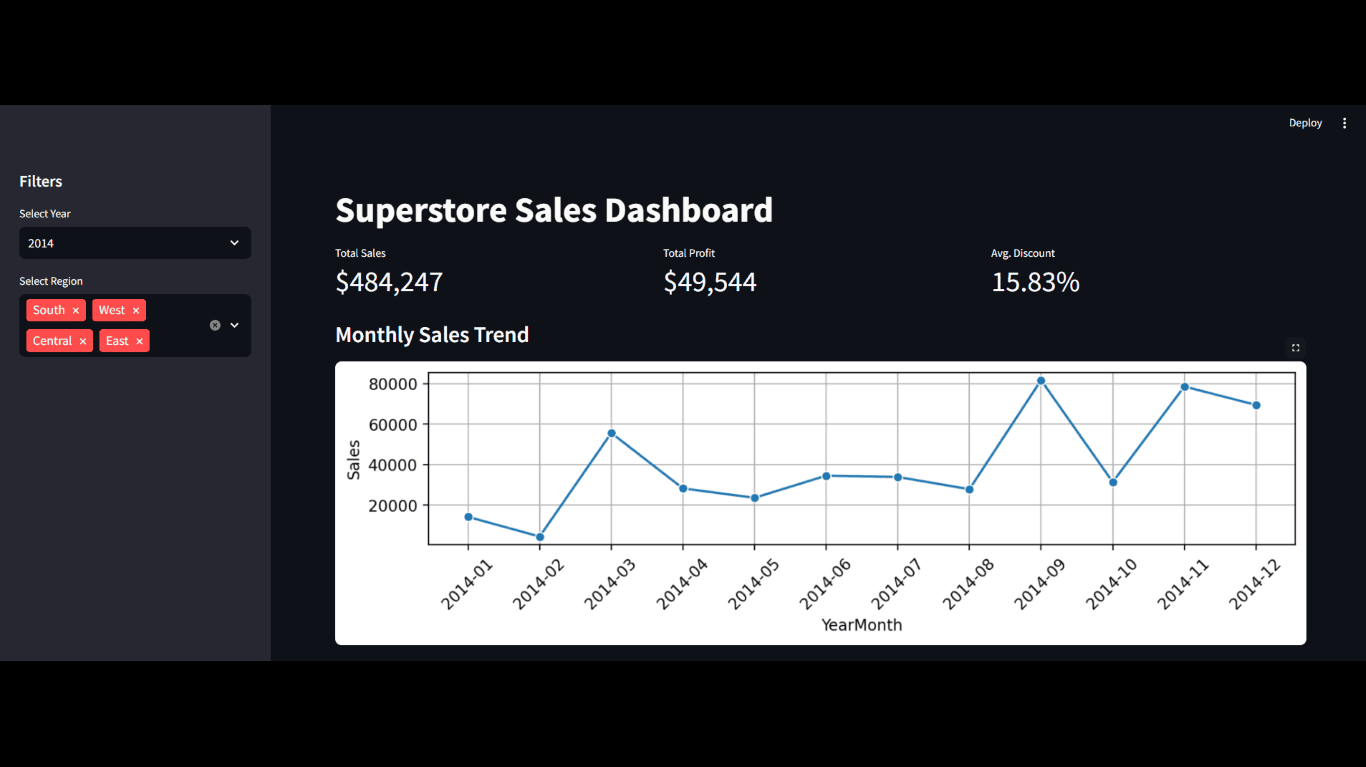 Deploy
Filters
Select Year
2014
Select Region
South × West ×
Central × East ×
Superstore Sales Dashboard
Total Sales Total Profit Avg. Discount
$484,247 $49,544 15.83%
Monthly Sales Trend
80000
60000
40000
20000
Sales
2014-01 2014-02 2014-03 2014-04 2014-05 2014-06 2014-07 2014-08 2014-09 2014-10 2014-11 2014-12
YearMonth